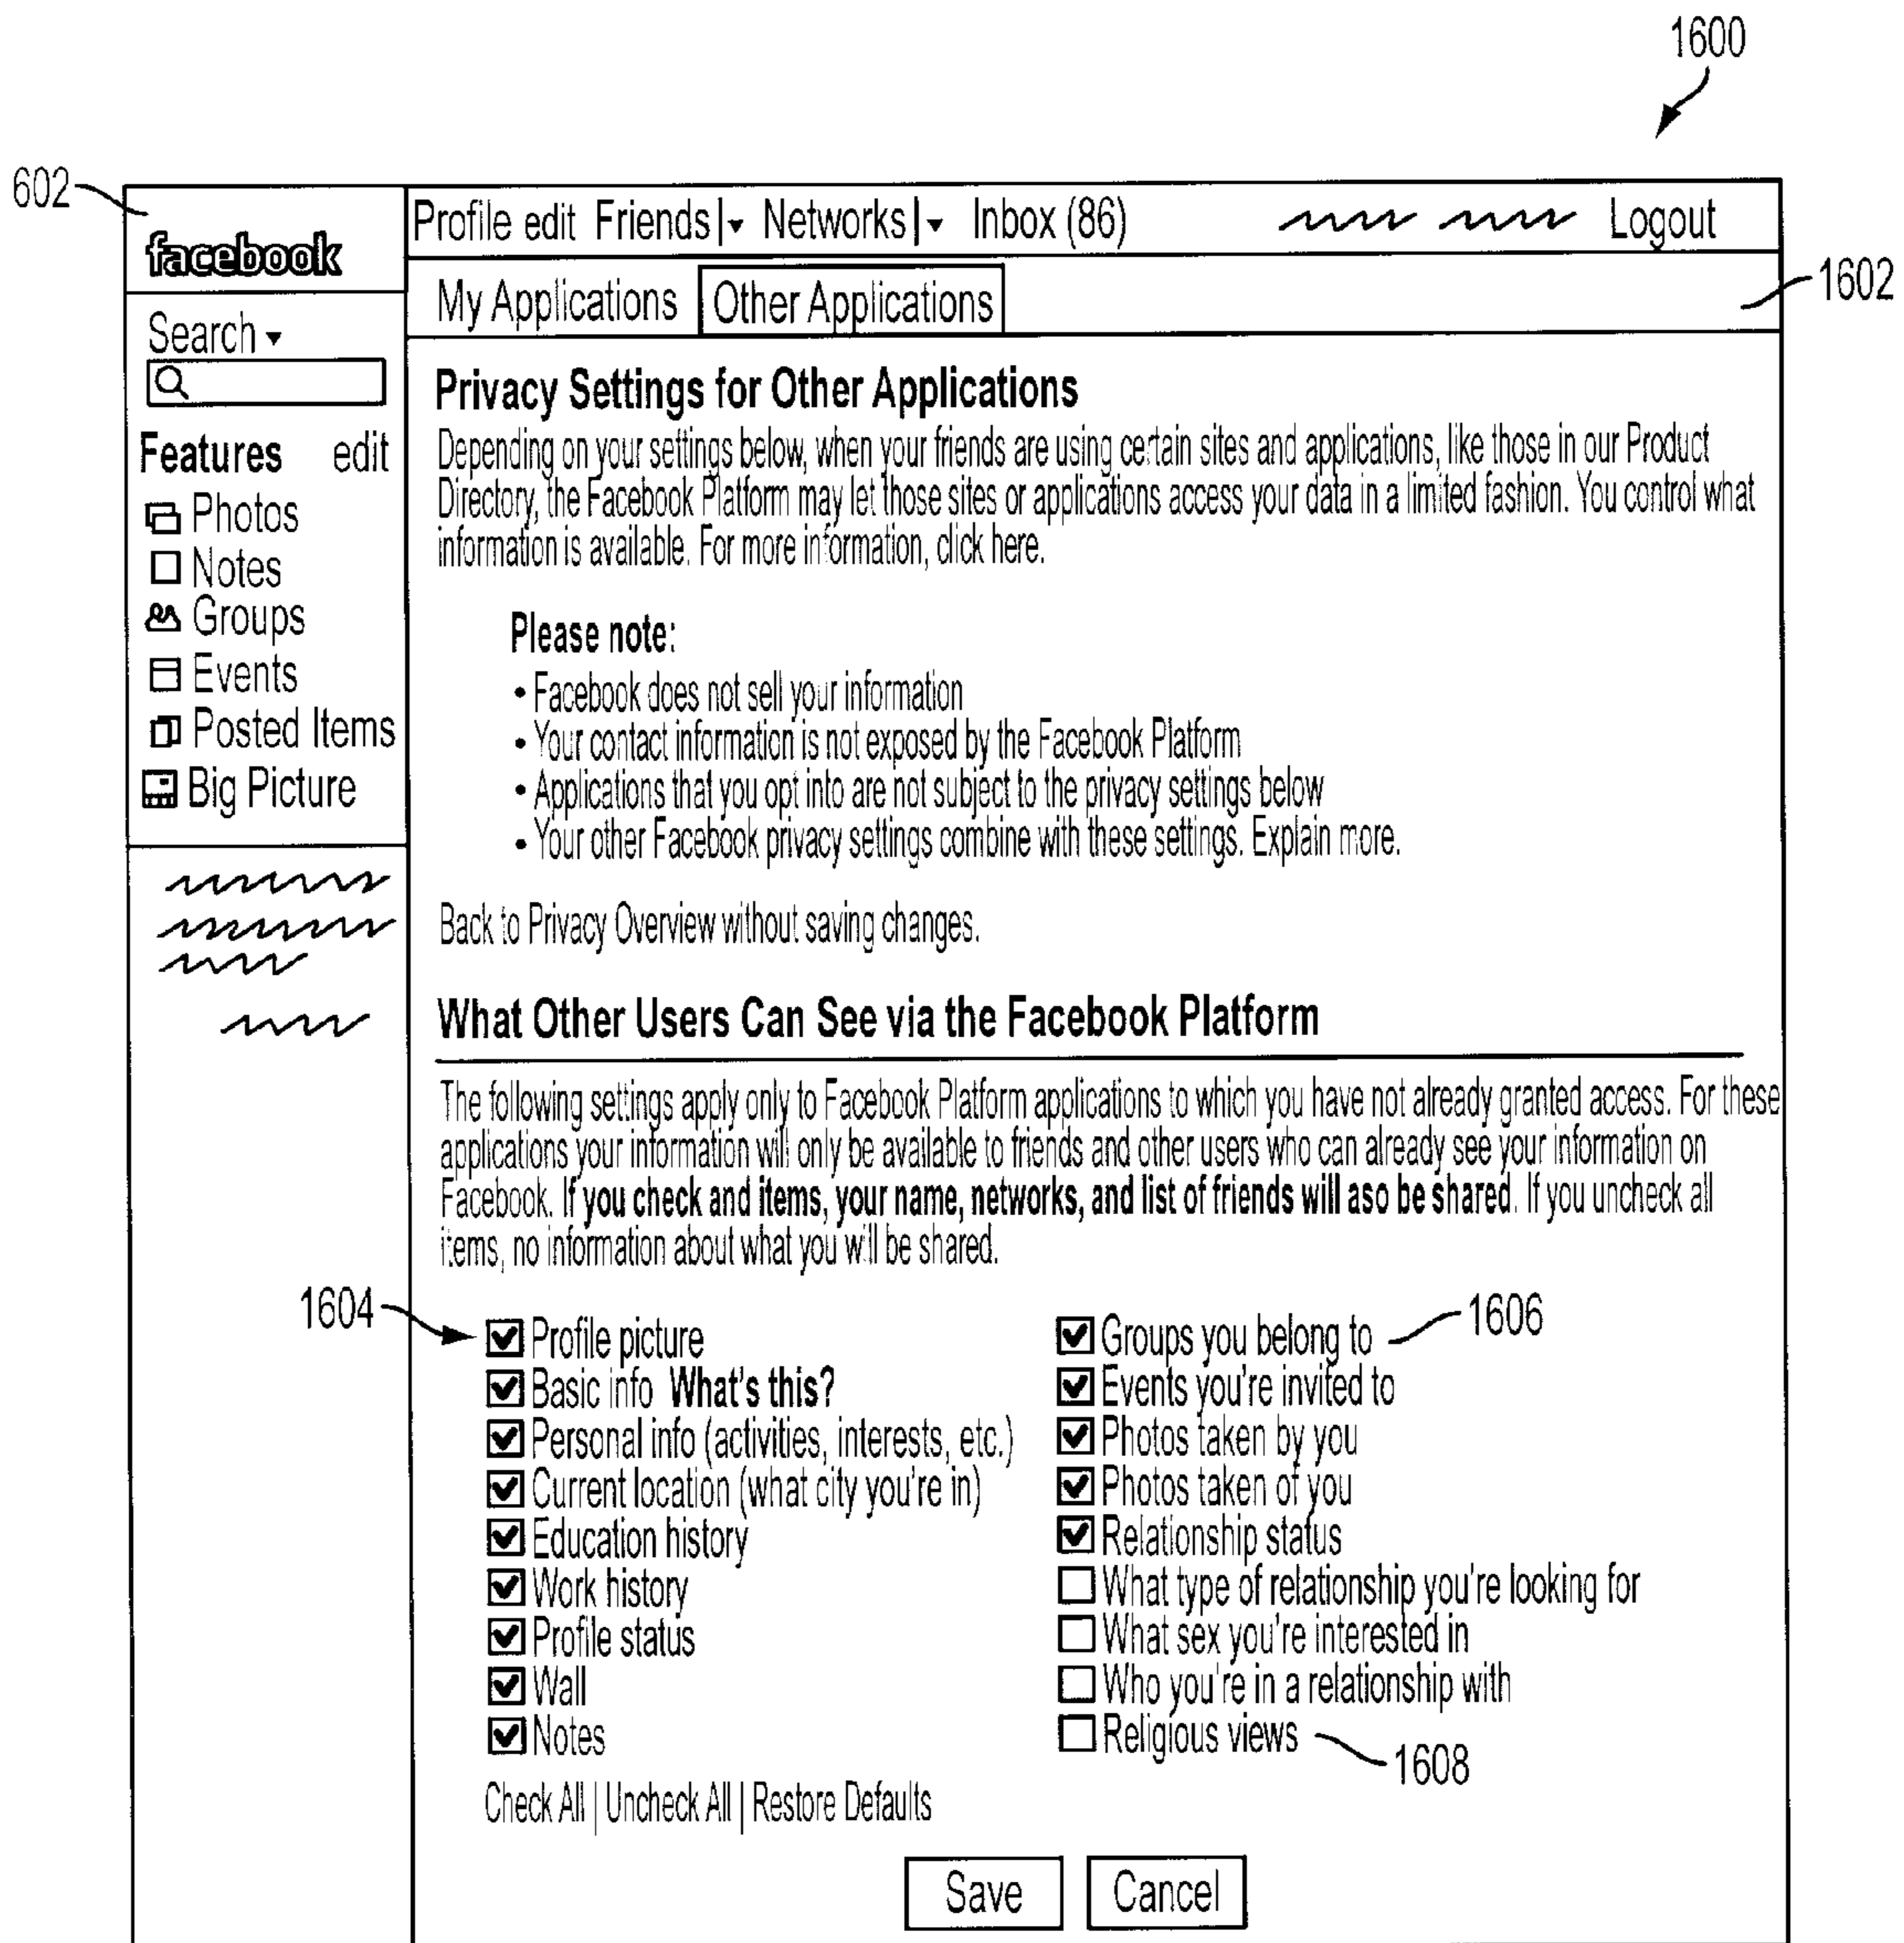 1600
602
facebook
Profile edit Friends Networks Inbox (86) Logout
My Applications Other Applications
1602
Search
Features edit
Photos
Notes
Groups
Events
Posted Items
Big Picture
Privacy Settings for Other Applications
Depending on your settings below, when your friends are using certain sites and applications, like those in our Product
Directory, the Facebook Platform may let those sites or applications access your data in a limited fashion. You control what
information is available. For more information, click here.
Please note:
• Facebook does not sell your information
• Your contact information is not exposed by the Facebook Platform
• Applications that you opt into are not subject to the privacy settings below
• Your other Facebook privacy settings combine with these settings. Explain more.
Back to Privacy Overview without saving changes.
What Other Users Can See via the Facebook Platform
The following settings apply only to Facebook Platform applications to which you have not already granted access. For these
applications your information will only be available to friends and other users who can already see your information on
Facebook. If you check and items, your name, networks, and list of friends will aso be shared. If you uncheck all
items, no information about what you will be shared.
1604
Profile picture
Basic info What's this?
Personal info (activities, interests, etc.)
Current location (what city you're in)
Education history
Work history
Profile status
Wall
Notes
Groups you belong to
1606
Events you're invited to
Photos taken by you
Photos taken of you
Relationship status
What type of relationship you're looking for
What sex you're interested in
Who you're in a relationship with
Religious views
1608
Check All | Uncheck All | Restore Defaults
Save Cancel